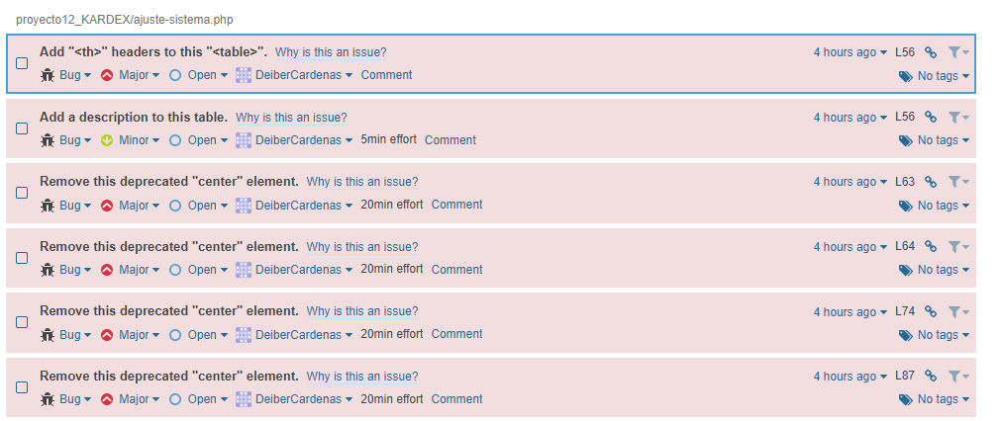 proyecto12_KARDEX/ajuste-sistema.php
Add "<th>" headers to this "<table>". Why is this an issue? 4 hours ago L56
Bug Major Open DeiberCardenas Comment No tags
Add a description to this table. Why is this an issue? 4 hours ago L56
Bug Minor Open DeiberCardenas 5min effort Comment No tags
Remove this deprecated "center" element. Why is this an issue? 4 hours ago L63
Bug Major Open DeiberCardenas 20min effort Comment No tags
Remove this deprecated "center" element. Why is this an issue? 4 hours ago L64
Bug Major Open DeiberCardenas 20min effort Comment No tags
Remove this deprecated "center" element. Why is this an issue? 4 hours ago L74
Bug Major Open DeiberCardenas 20min effort Comment No tags
Remove this deprecated "center" element. Why is this an issue? 4 hours ago L87
Bug Major Open DeiberCardenas 20min effort Comment No tags